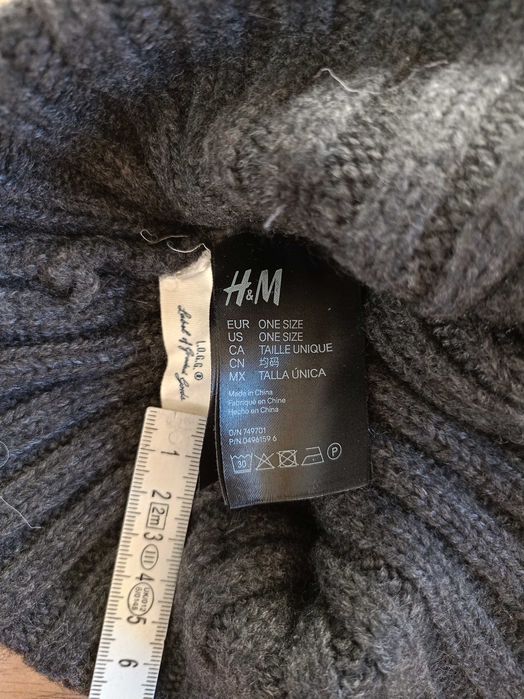 H&M
EUR ONE SIZE
US ONE SIZE
CA TAILLE UNIQUE
CN 均码
MX TALLA ÚNICA
Made in China
Fabriqué en Chine
Hecho en China
O/N 749701
P/N 0496159 6
30
P
L.O.G.G.®
Label of Graded Goods
1
2
2m
3
III
4
5
6